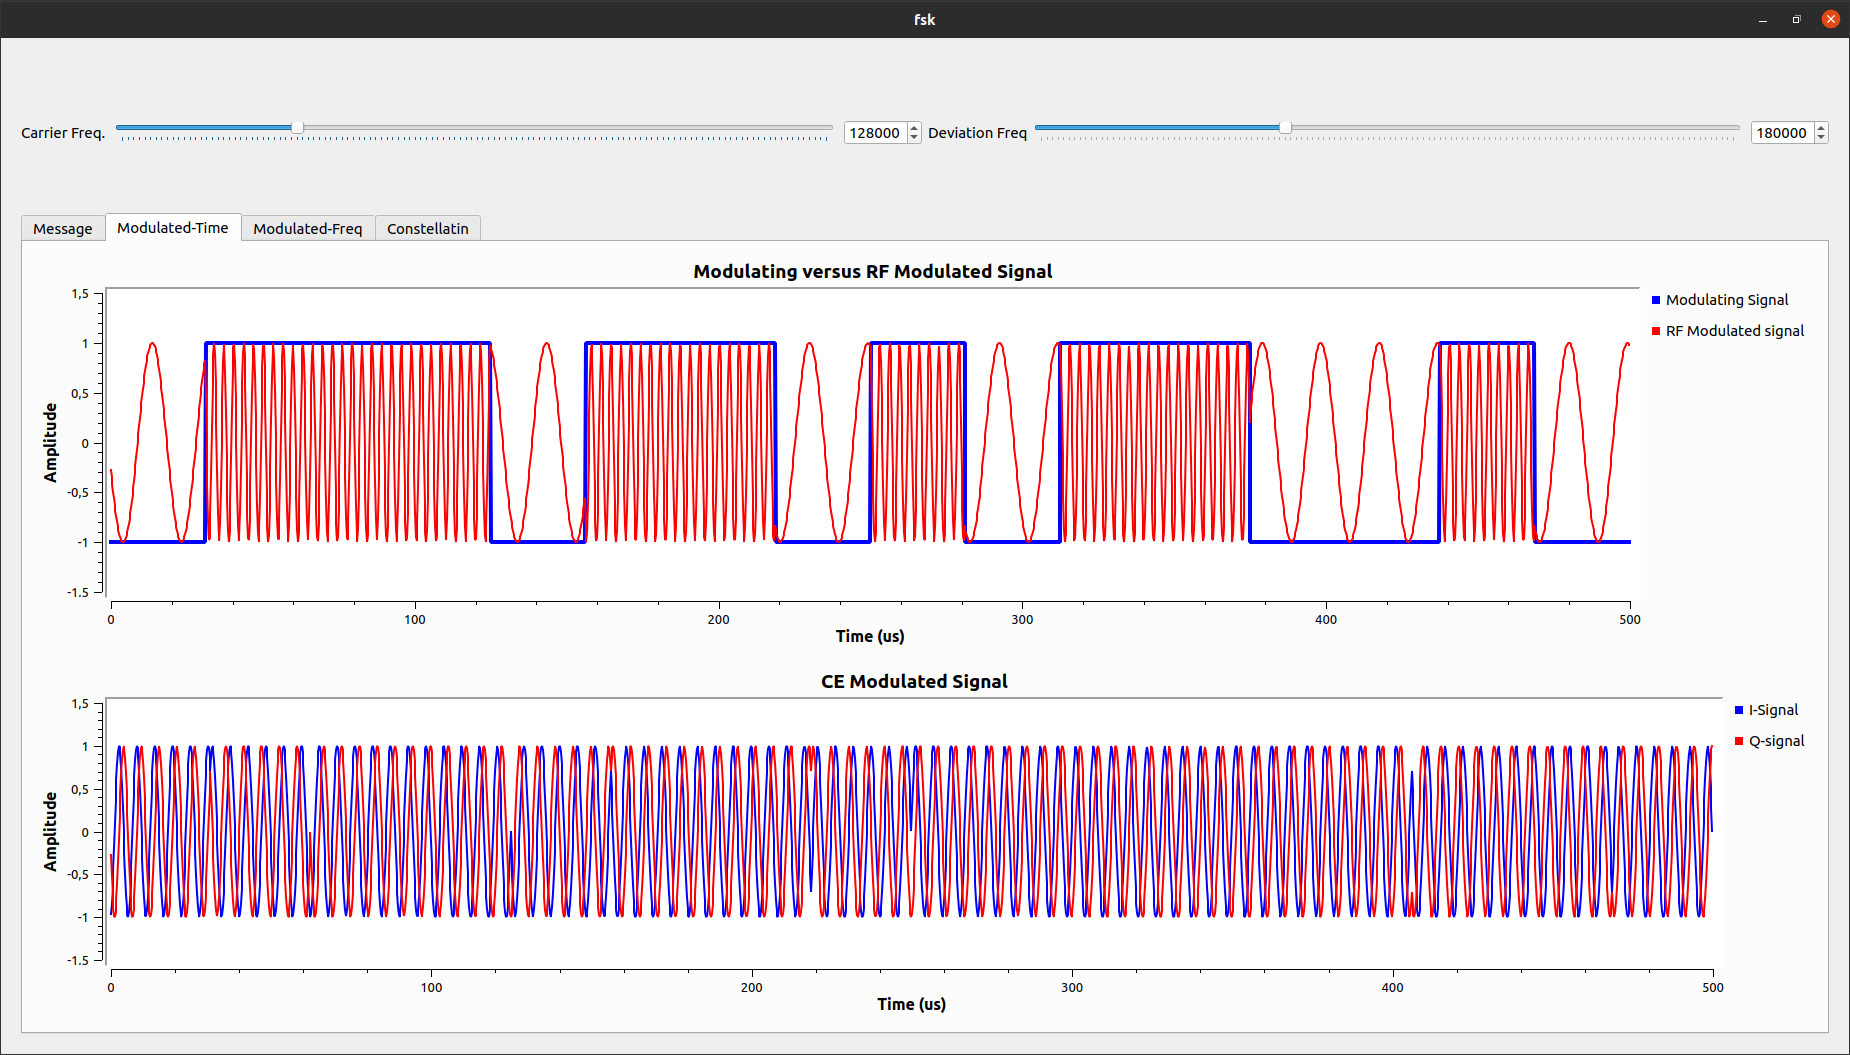 fsk
Carrier Freq. 128000 Deviation Freq 180000
Message Modulated-Time Modulated-Freq Constellatin
Modulating versus RF Modulated Signal
1,5
1
0,5
0
-0,5
-1
-1.5
Amplitude
0 100 200 300 400 500
Time (us)
Modulating Signal
RF Modulated signal
CE Modulated Signal
1,5
1
0,5
0
-0,5
-1
-1.5
Amplitude
0 100 200 300 400 500
Time (us)
I-Signal
Q-signal